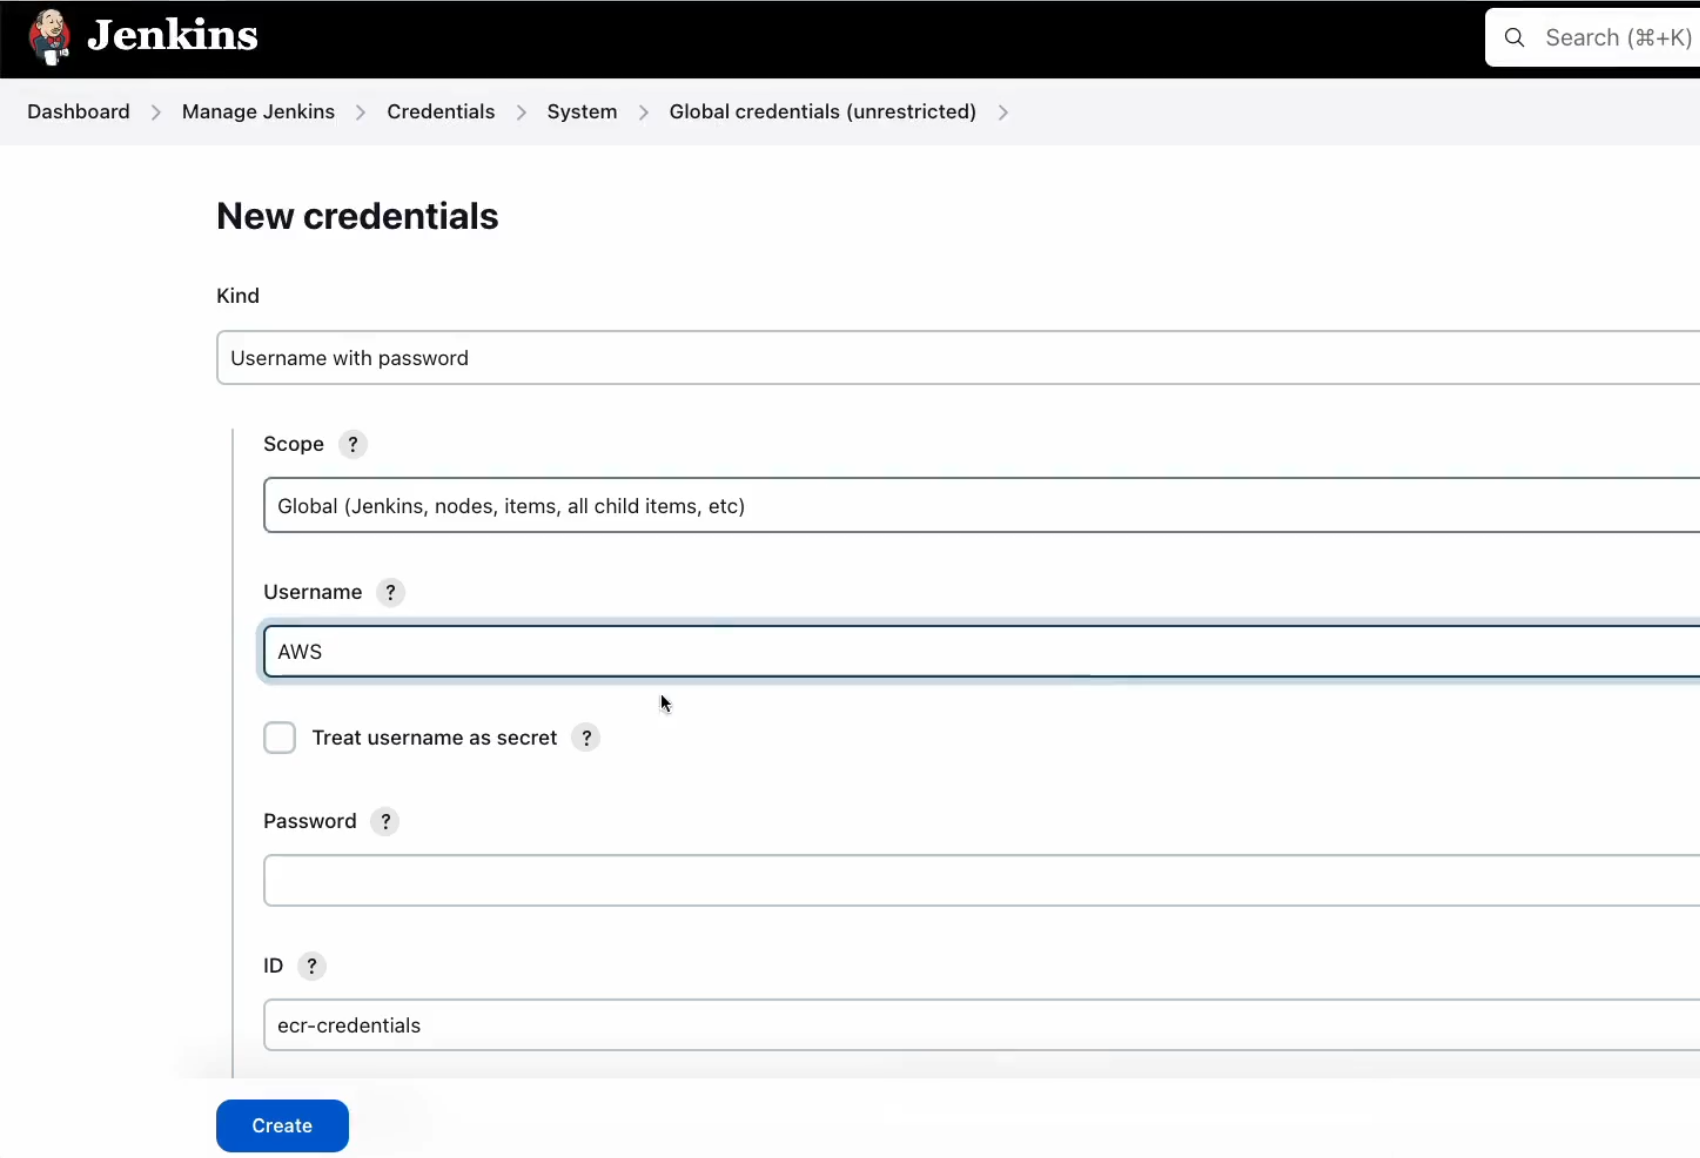 Jenkins
Search (⌘+K)
Dashboard > Manage Jenkins > Credentials > System > Global credentials (unrestricted) >
New credentials
Kind
Username with password
Scope ?
Global (Jenkins, nodes, items, all child items, etc)
Username ?
AWS
Treat username as secret ?
Password ?
ID ?
ecr-credentials
Create